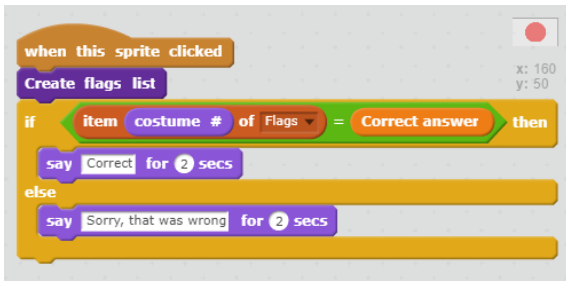 when this sprite clicked
x: 160
y: 50
Create flags list
if item costume # of Flags = Correct answer then
say Correct for 2 secs
else
say Sorry, that was wrong for 2 secs